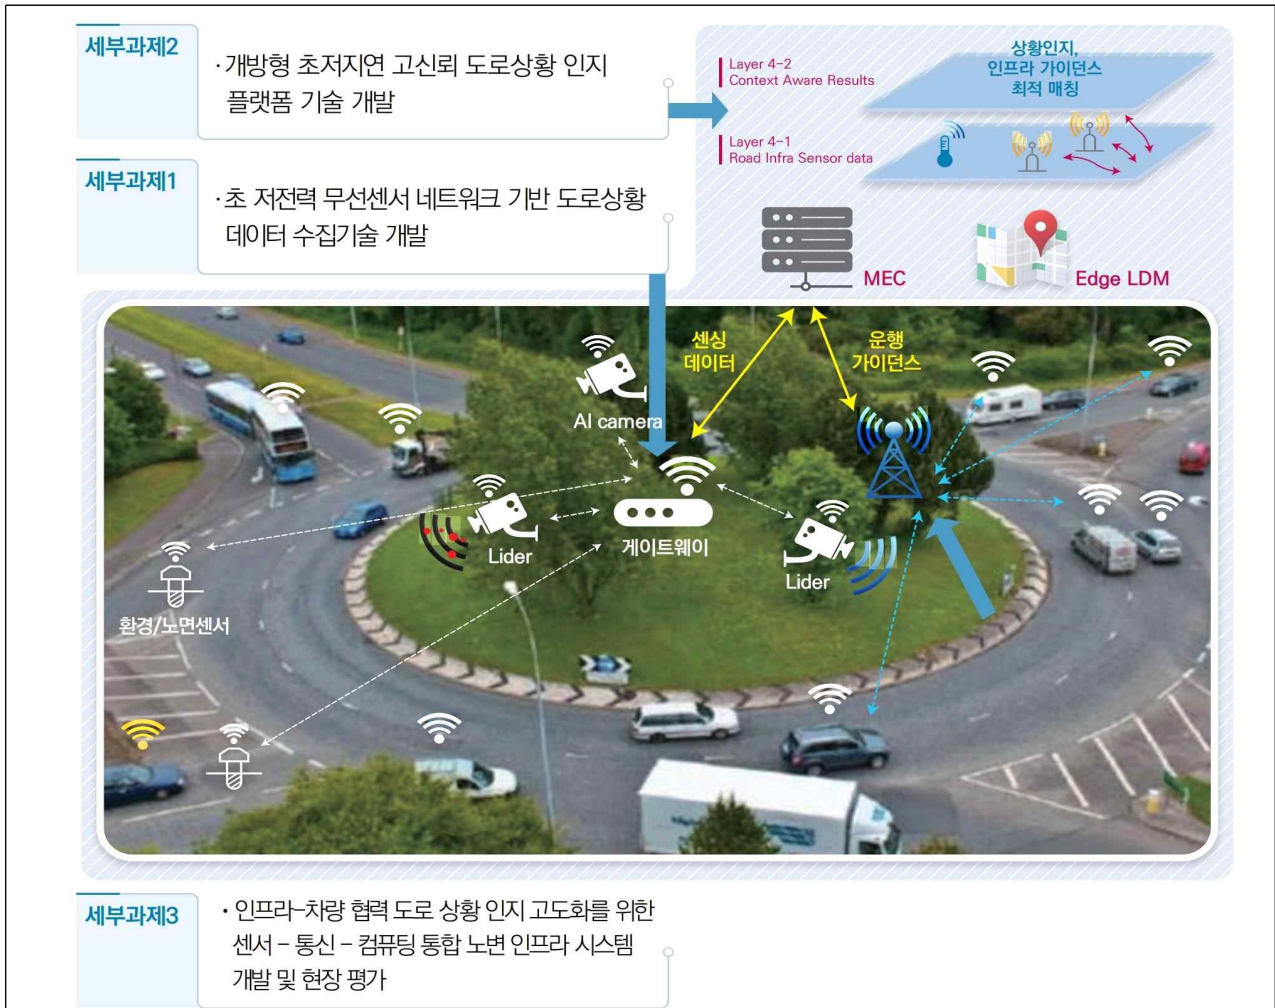 세부과제2
· 개방형 초저지연 고신뢰 도로상황 인지
플랫폼 기술 개발
Layer 4-2
Context Aware Results
상황인지,
인프라 가이던스
최적 매칭
Layer 4-1
Road Infra Sensor data
세부과제1
· 초 저전력 무선센서 네트워크 기반 도로상황
데이터 수집기술 개발
MEC
Edge LDM
센싱
데이터
운행
가이던스
AI camera
Lider
게이트웨이
Lider
환경/노면센서
세부과제3
· 인프라-차량 협력 도로 상황 인지 고도화를 위한
센서 - 통신 - 컴퓨팅 통합 노변 인프라 시스템
개발 및 현장 평가